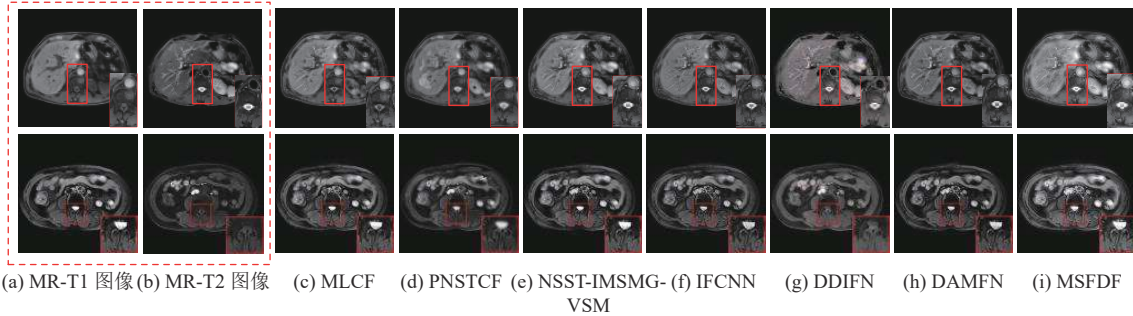 (a) MR-T1 图像 (b) MR-T2 图像 (c) MLCF (d) PNSTCF (e) NSST-IMSMG- (f) IFCNN (g) DDIFN (h) DAMFN (i) MSFDF
VSM